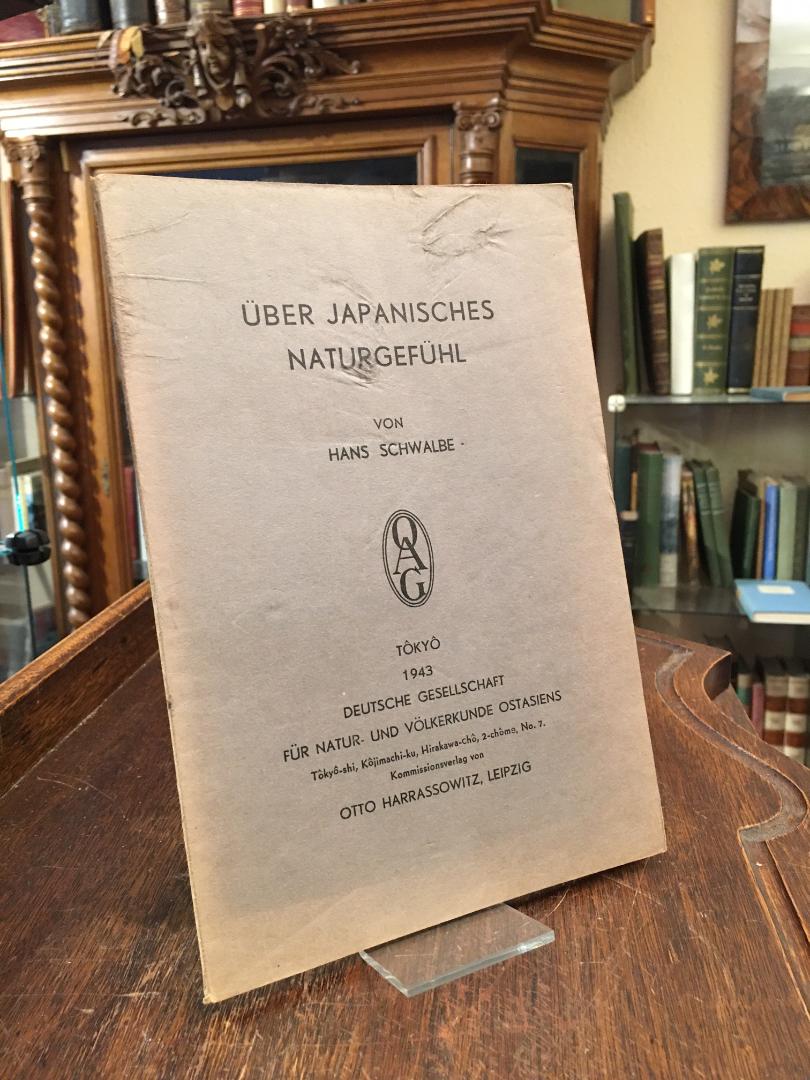 ÜBER JAPANISCHES
NATURGEFÜHL
VON
HANS SCHWALBE
OAG
TÔKYÔ
1943
DEUTSCHE GESELLSCHAFT
FÜR NATUR- UND VÖLKERKUNDE OSTASIENS
Tôkyô-shi, Kôjimachi-ku, Hirakawa-chô, 2-chôme, No. 7.
Kommissionsverlag von
OTTO HARRASSOWITZ, LEIPZIG